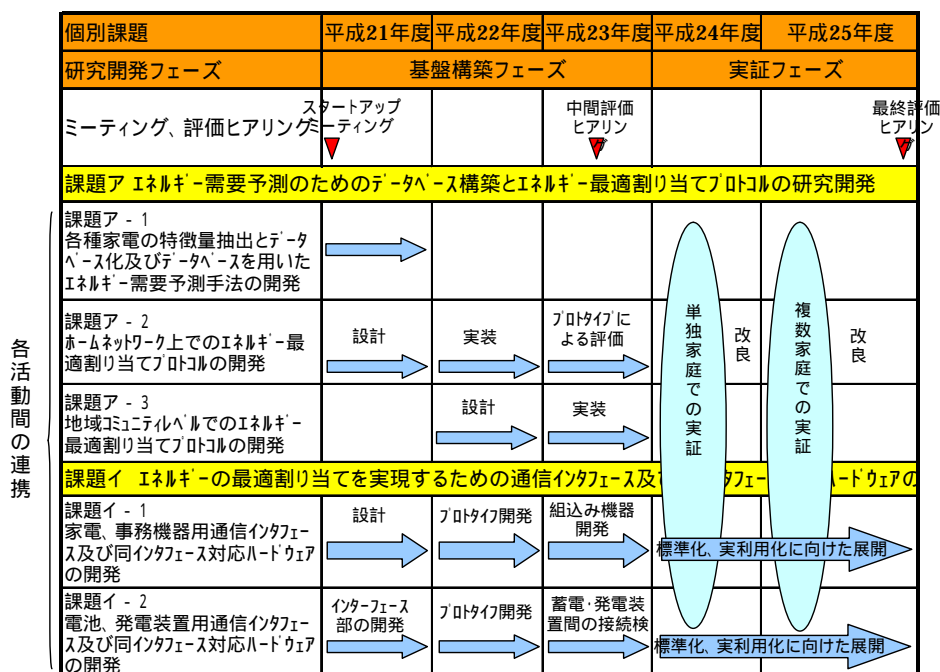 個別課題 平成21年度 平成22年度 平成23年度 平成24年度 平成25年度
研究開発フェーズ 基盤構築フェーズ 実証フェーズ
ミーティング、評価ヒアリング
スタートアップ
ミーティング
中間評価
ヒアリン
グ
最終評価
ヒアリン
グ
課題ア エネルギー需要予測のためのデータベース構築とエネルギー最適割り当てプロトコルの研究開発
各活動間の連携
課題ア - 1
各種家電の特徴量抽出とデータ
ベース化及びデータベースを用いた
エネルギー需要予測手法の開発
課題ア - 2
ホームネットワーク上でのエネルギー最
適割り当てプロトコルの開発
設計
実装
プロトタイプに
よる評価
単独家庭での実証
改良
複数家庭での実証
改良
課題ア - 3
地域コミュニティレベルでのエネルギー
最適割り当てプロトコルの開発
設計
実装
課題イ エネルギーの最適割り当てを実現するための通信インタフェース及
課題イ - 1
家電、事務機器用通信インタフェー
ス及び同インタフェース対応ハードウェア
の開発
設計
プロトタイプ開発
組込み機器
開発
標準化、実利用化に向けた展開
課題イ - 2
電池、発電装置用通信インタフェー
ス及び同インタフェース対応ハードウェア
の開発
インターフェース
部の開発
プロトタイプ開発
蓄電・発電装
置間の接続検
標準化、実利用化に向けた展開